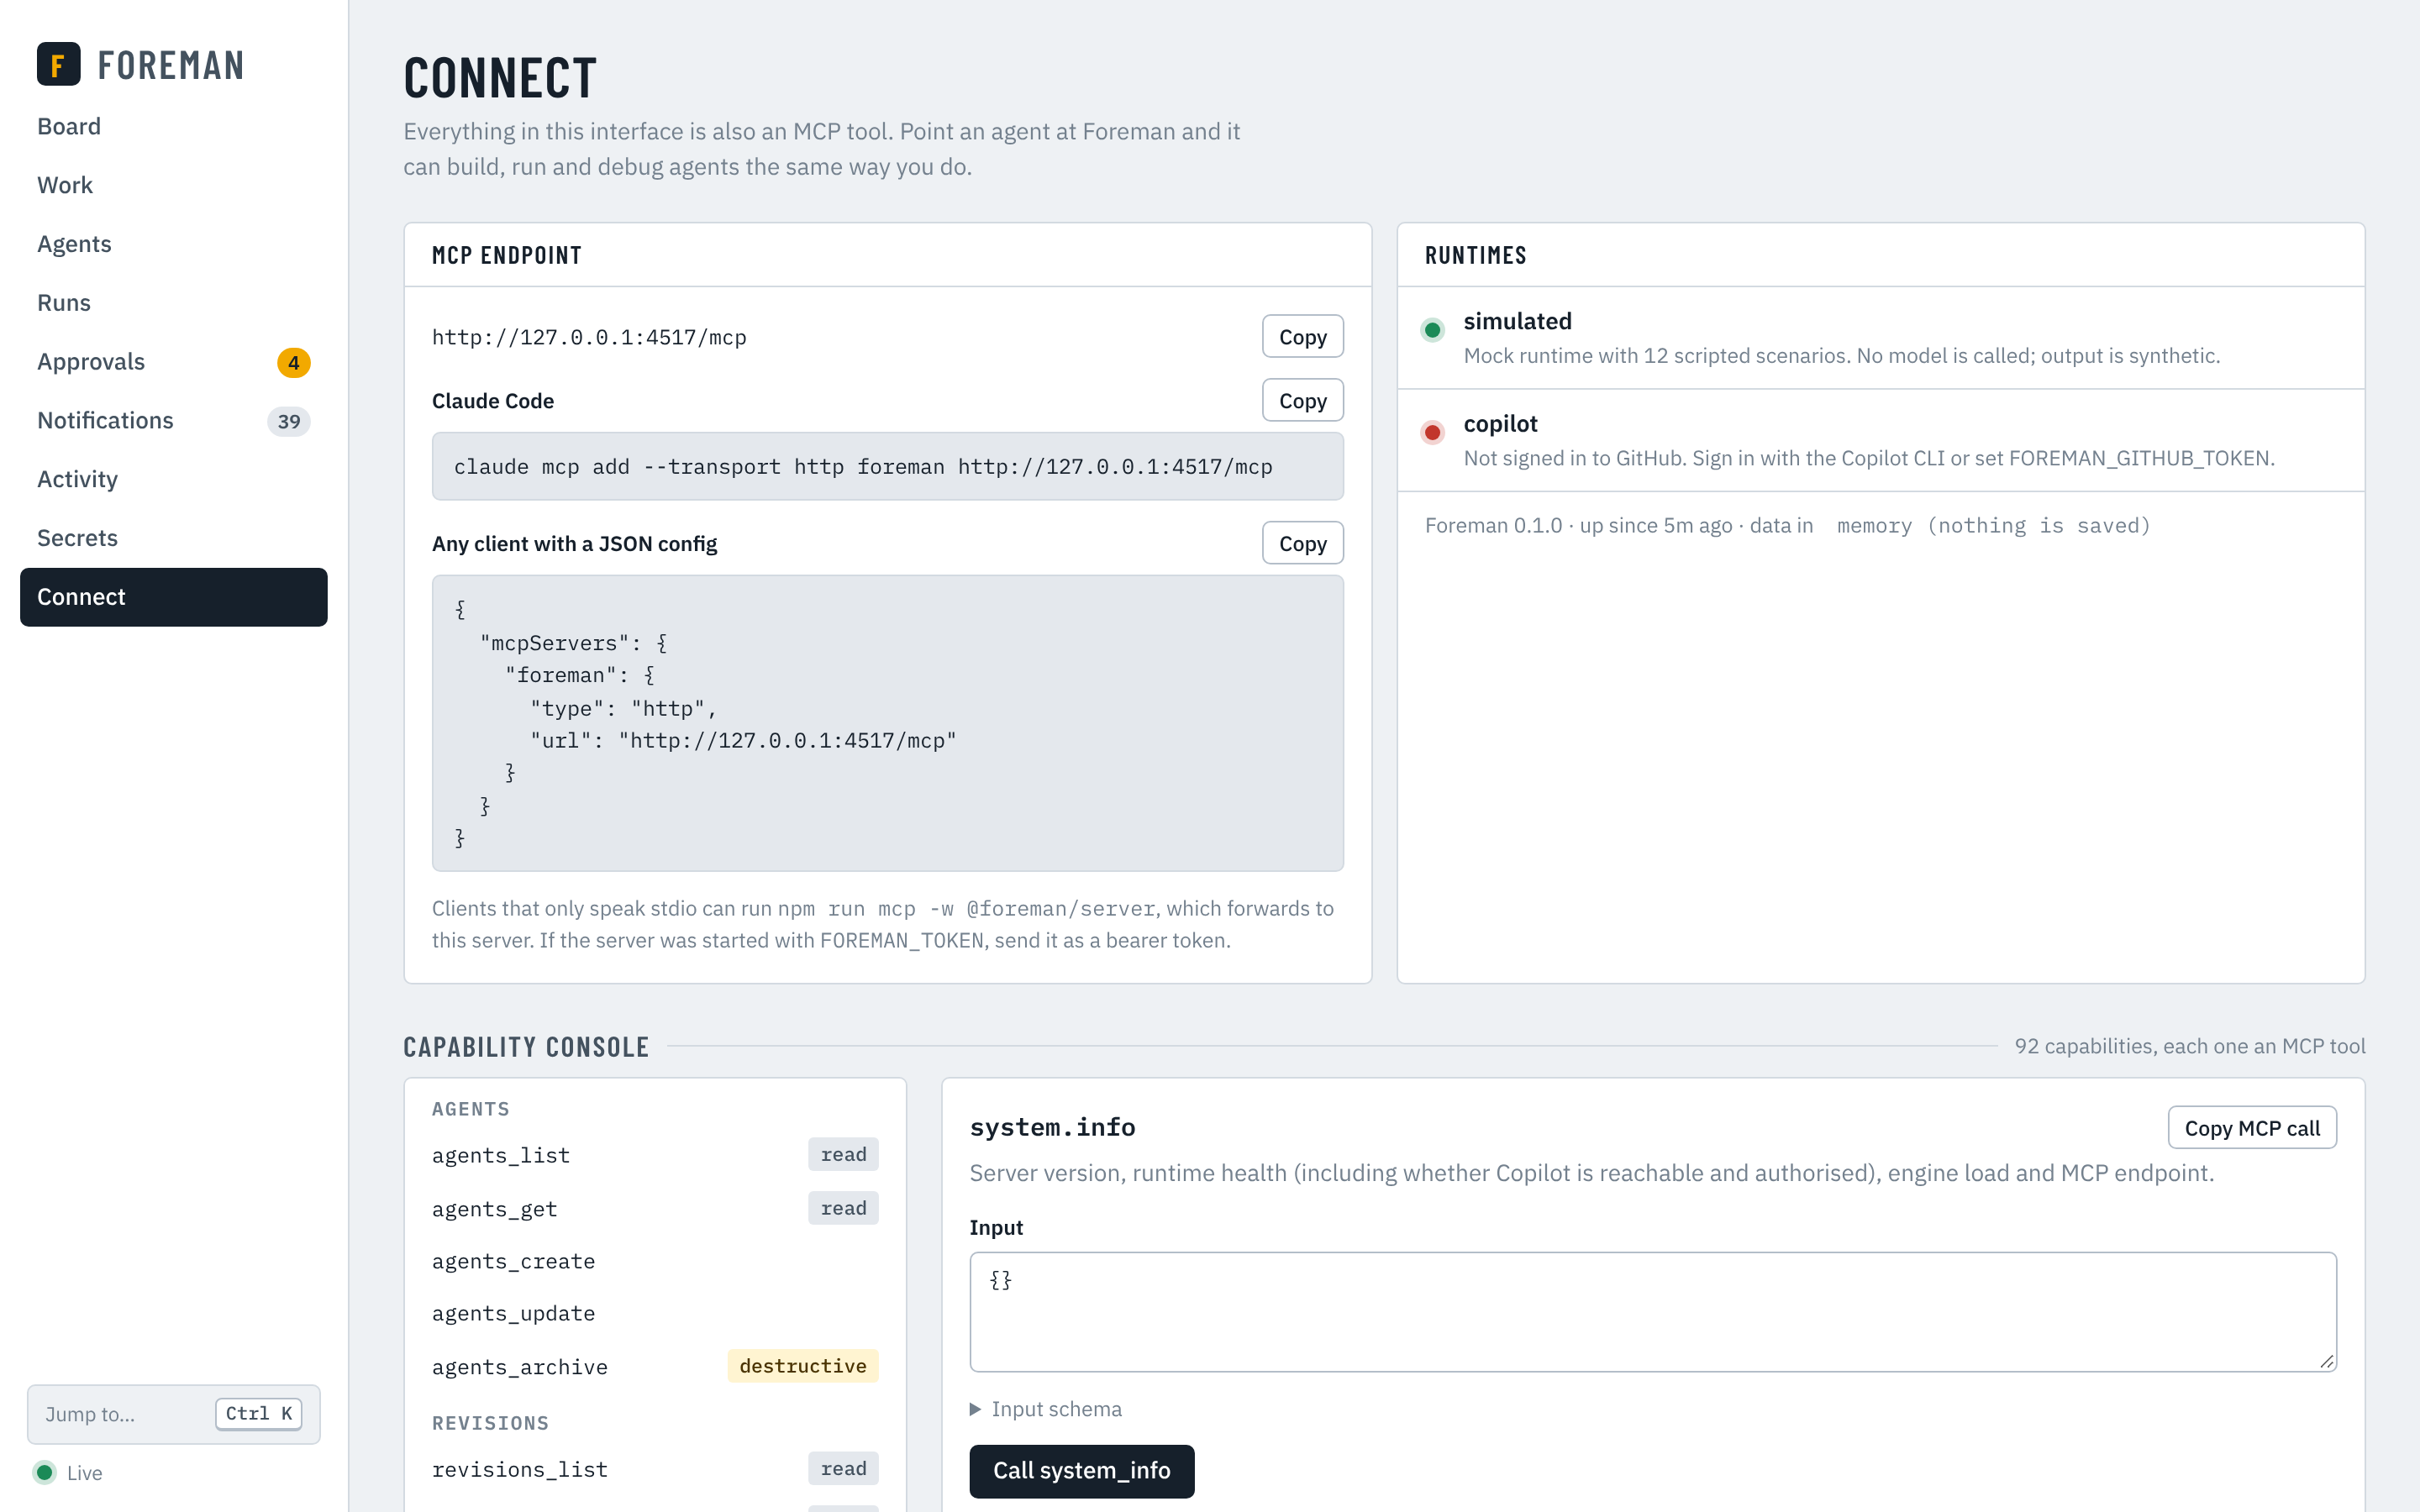 F FOREMAN
Board
Work
Agents
Runs
Approvals 4
Notifications 39
Activity
Secrets
Connect
Jump to... Ctrl K
Live
CONNECT
Everything in this interface is also an MCP tool. Point an agent at Foreman and it
can build, run and debug agents the same way you do.
MCP ENDPOINT
http://127.0.0.1:4517/mcp Copy
Claude Code Copy
claude mcp add --transport http foreman http://127.0.0.1:4517/mcp
Any client with a JSON config Copy
{
  "mcpServers": {
    "foreman": {
      "type": "http",
      "url": "http://127.0.0.1:4517/mcp"
    }
  }
}
Clients that only speak stdio can run npm run mcp -w @foreman/server, which forwards to
this server. If the server was started with FOREMAN_TOKEN, send it as a bearer token.
RUNTIMES
simulated
Mock runtime with 12 scripted scenarios. No model is called; output is synthetic.
copilot
Not signed in to GitHub. Sign in with the Copilot CLI or set FOREMAN_GITHUB_TOKEN.
Foreman 0.1.0 · up since 5m ago · data in memory (nothing is saved)
CAPABILITY CONSOLE 92 capabilities, each one an MCP tool
AGENTS
agents_list read
agents_get read
agents_create
agents_update
agents_archive destructive
REVISIONS
revisions_list read
system.info Copy MCP call
Server version, runtime health (including whether Copilot is reachable and authorised), engine load and MCP endpoint.
Input
{}
Input schema
Call system_info